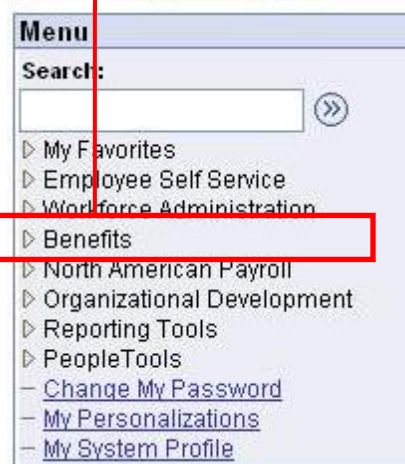 Menu
Search:
My Favorites
Employee Self Service
Workforce Administration
Benefits
North American Payroll
Organizational Development
Reporting Tools
PeopleTools
Change My Password
My Personalizations
My System Profile